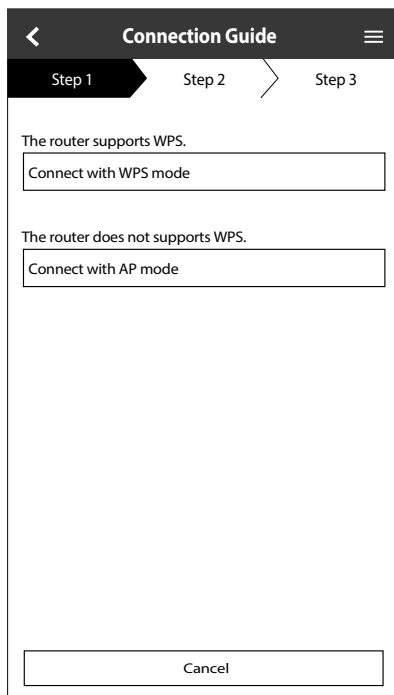 Connection Guide
Step 1 Step 2 Step 3
The router supports WPS.
Connect with WPS mode
The router does not supports WPS.
Connect with AP mode
Cancel